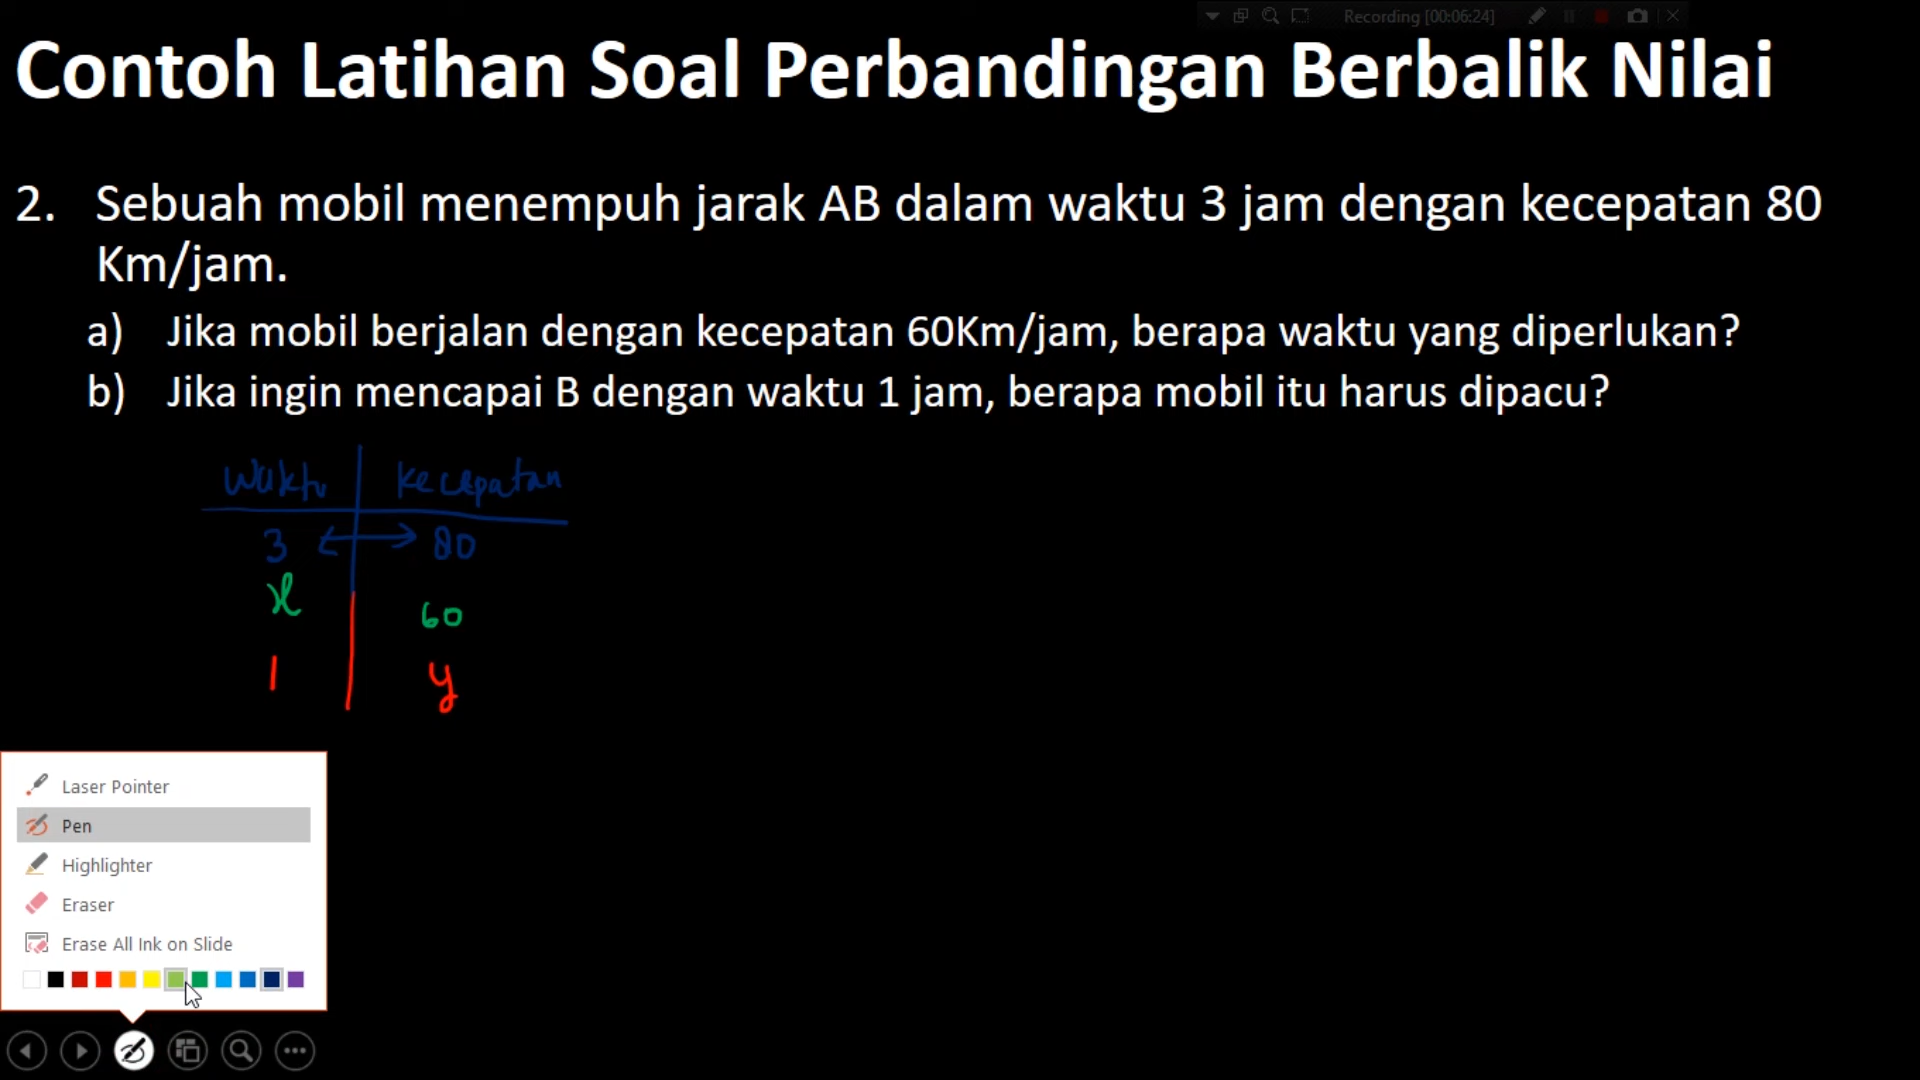 Recording [00:06:24]
Contoh Latihan Soal Perbandingan Berbalik Nilai
2. Sebuah mobil menempuh jarak AB dalam waktu 3 jam dengan kecepatan 80
Km/jam.
a) Jika mobil berjalan dengan kecepatan 60Km/jam, berapa waktu yang diperlukan?
b) Jika ingin mencapai B dengan waktu 1 jam, berapa mobil itu harus dipacu?
Waktu kecepatan
3 ↔ 80
x 60
1 y
Laser Pointer
Pen
Highlighter
Eraser
Erase All Ink on Slide